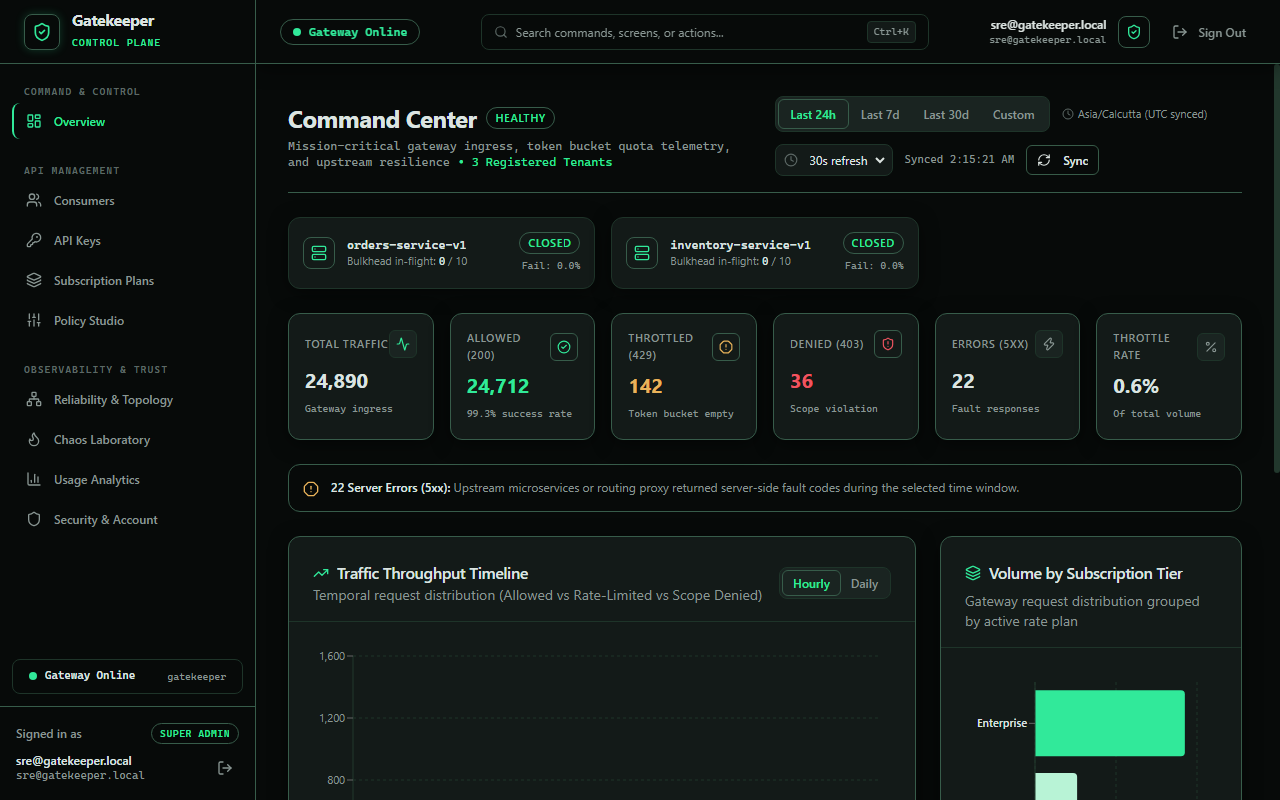 Gatekeeper
CONTROL PLANE
Gateway Online
Search commands, screens, or actions...
Ctrl+K
sre@gatekeeper.local
sre@gatekeeper.local
Sign Out
COMMAND & CONTROL
Overview
API MANAGEMENT
Consumers
API Keys
Subscription Plans
Policy Studio
OBSERVABILITY & TRUST
Reliability & Topology
Chaos Laboratory
Usage Analytics
Security & Account
Gateway Online
gatekeeper
Signed in as
SUPER ADMIN
sre@gatekeeper.local
sre@gatekeeper.local
Command Center
HEALTHY
Mission-critical gateway ingress, token bucket quota telemetry,
and upstream resilience • 3 Registered Tenants
Last 24h
Last 7d
Last 30d
Custom
Asia/Calcutta (UTC synced)
30s refresh
Synced 2:15:21 AM
Sync
orders-service-v1
Bulkhead in-flight: 0 / 10
CLOSED
Fail: 0.0%
inventory-service-v1
Bulkhead in-flight: 0 / 10
CLOSED
Fail: 0.0%
TOTAL TRAFFIC
24,890
Gateway ingress
ALLOWED
(200)
24,712
99.3% success rate
THROTTLED
(429)
142
Token bucket empty
DENIED (403)
36
Scope violation
ERRORS (5XX)
22
Fault responses
THROTTLE
RATE
0.6%
Of total volume
22 Server Errors (5xx): Upstream microservices or routing proxy returned server-side fault codes during the selected time window.
Traffic Throughput Timeline
Temporal request distribution (Allowed vs Rate-Limited vs Scope Denied)
Hourly
Daily
1,600
1,200
800
Volume by Subscription Tier
Gateway request distribution grouped
by active rate plan
Enterprise